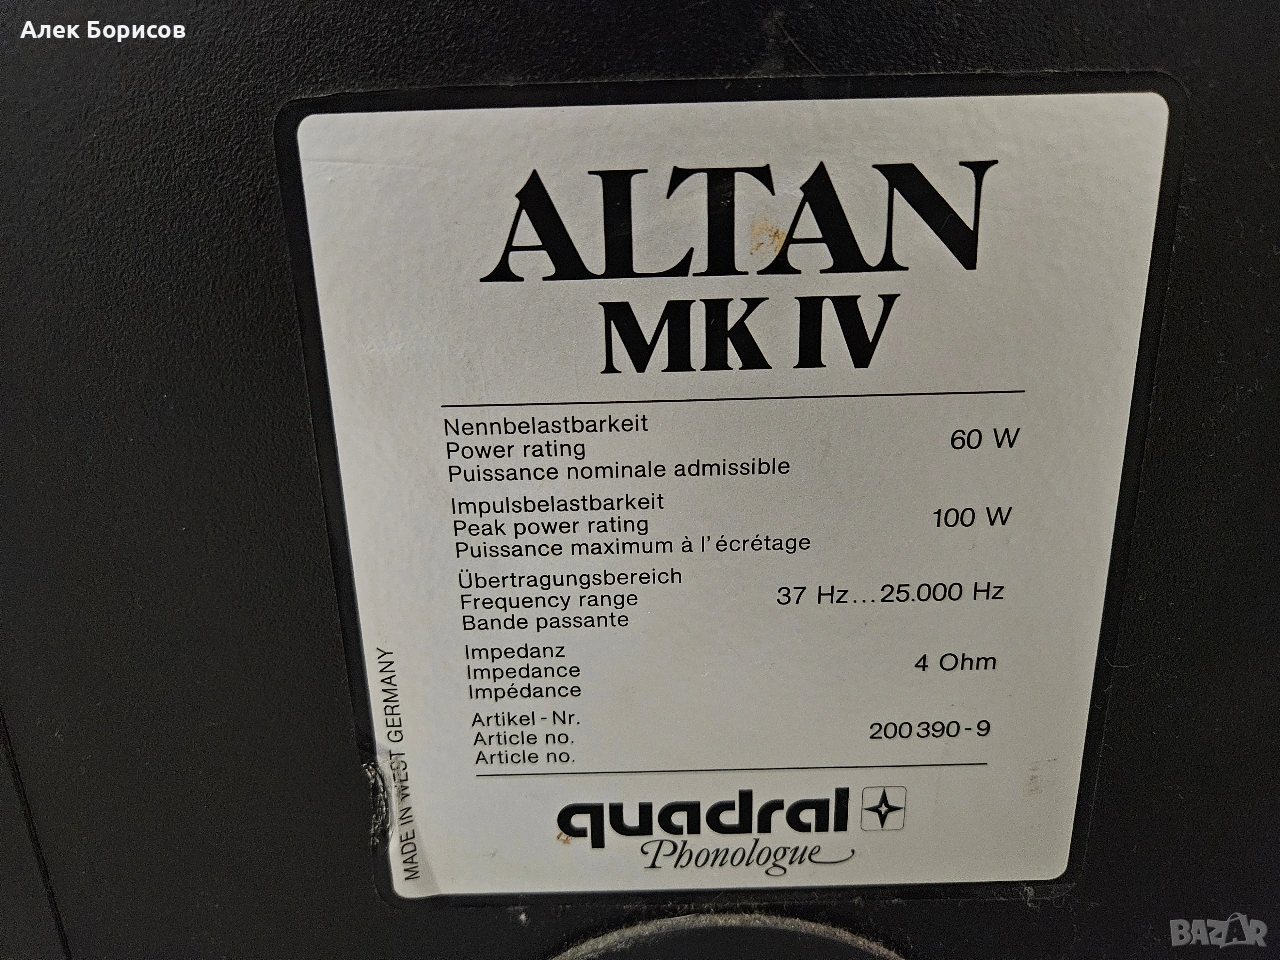 Алек Борисов
ALTAN
MK IV
Nennbelastbarkeit
Power rating
Puissance nominale admissible
60 W
Impulsbelastbarkeit
Peak power rating
Puissance maximum à l'écrétage
100 W
Übertragungsbereich
Frequency range
Bande passante
37 Hz...25.000 Hz
Impedanz
Impedance
Impédance
4 Ohm
Artikel-Nr.
Article no.
Article no.
200390-9
MADE IN WEST GERMANY
quadral
Phonologue
BAZAR